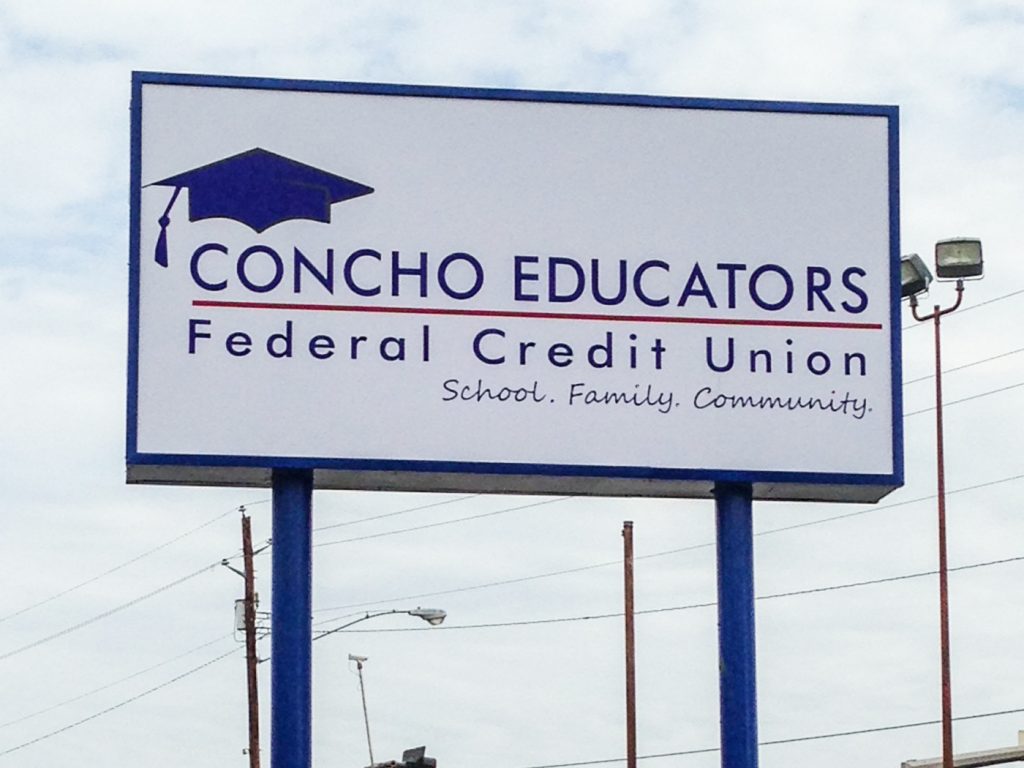 CONCHO EDUCATORS
Federal Credit Union
School. Family. Community.